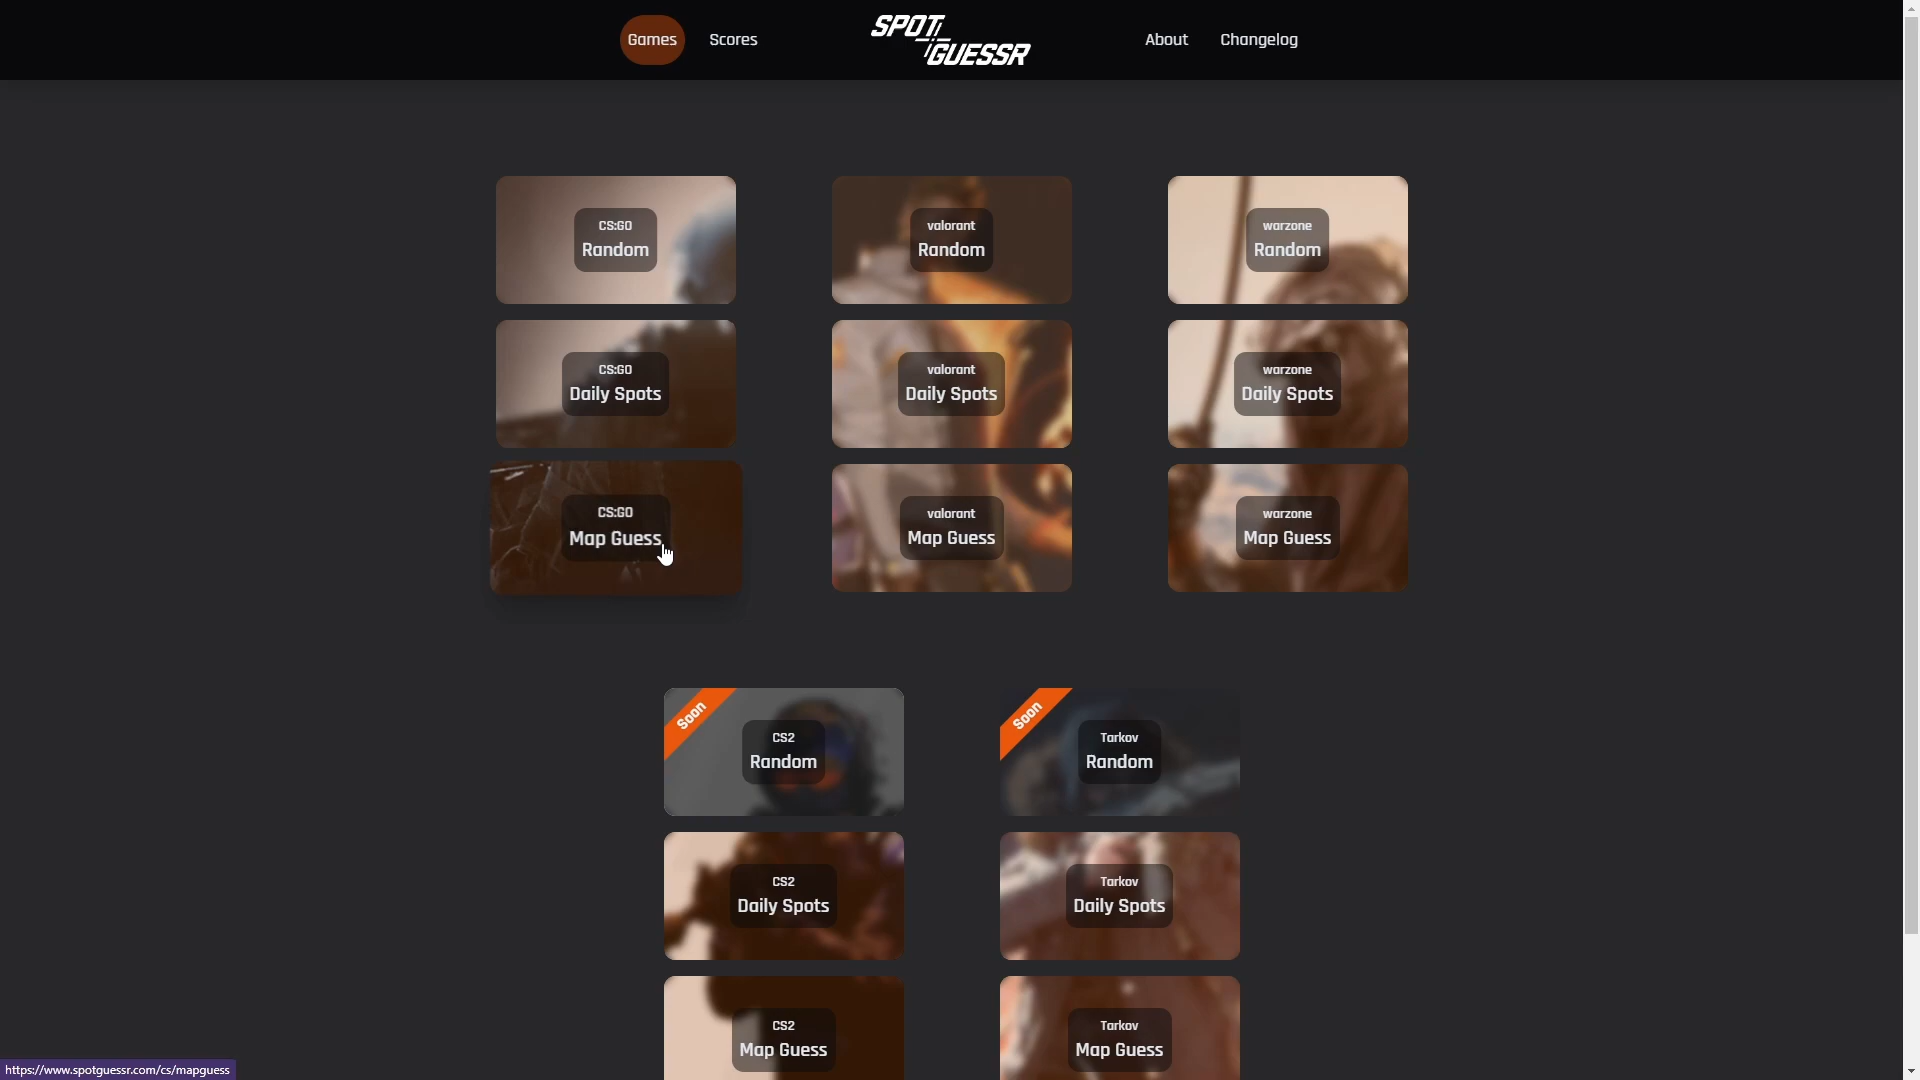 Games
Scores
SPOT
GUESSR
About
Changelog
CS:GO
Random
valorant
Random
warzone
Random
CS:GO
Daily Spots
valorant
Daily Spots
warzone
Daily Spots
CS:GO
Map Guess
valorant
Map Guess
warzone
Map Guess
Soon
CS2
Random
Soon
Tarkov
Random
CS2
Daily Spots
Tarkov
Daily Spots
CS2
Map Guess
Tarkov
Map Guess
https://www.spotguessr.com/cs/mapguess